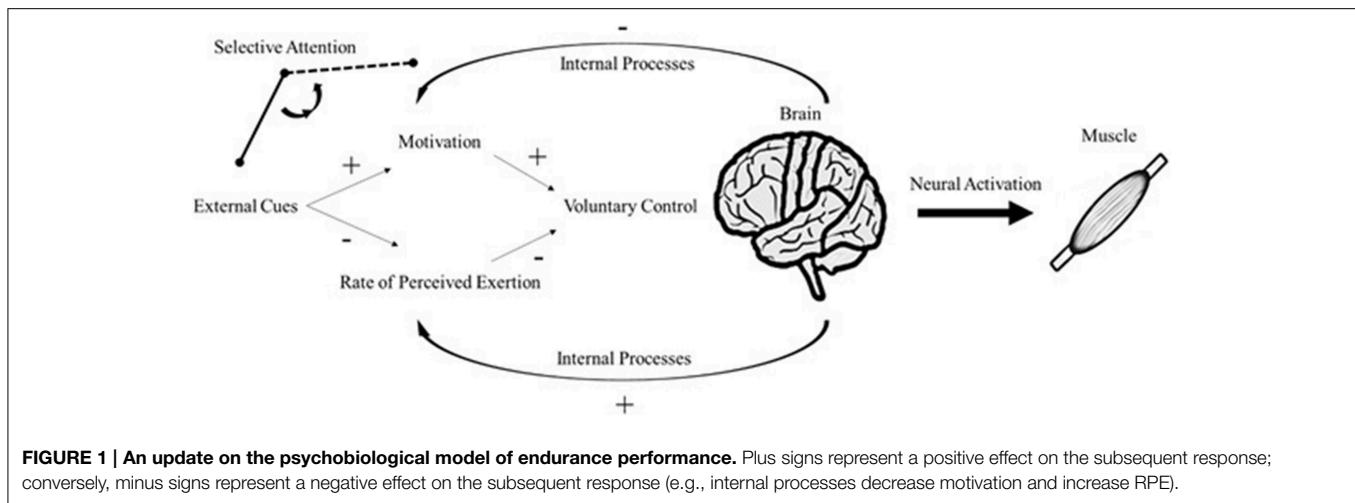 -
Selective Attention
Internal Processes
Brain
Muscle
Motivation
+
+
Neural Activation
External Cues
Voluntary Control
-
-
Rate of Perceived Exertion
Internal Processes
+
FIGURE 1 | An update on the psychobiological model of endurance performance. Plus signs represent a positive effect on the subsequent response;
conversely, minus signs represent a negative effect on the subsequent response (e.g., internal processes decrease motivation and increase RPE).